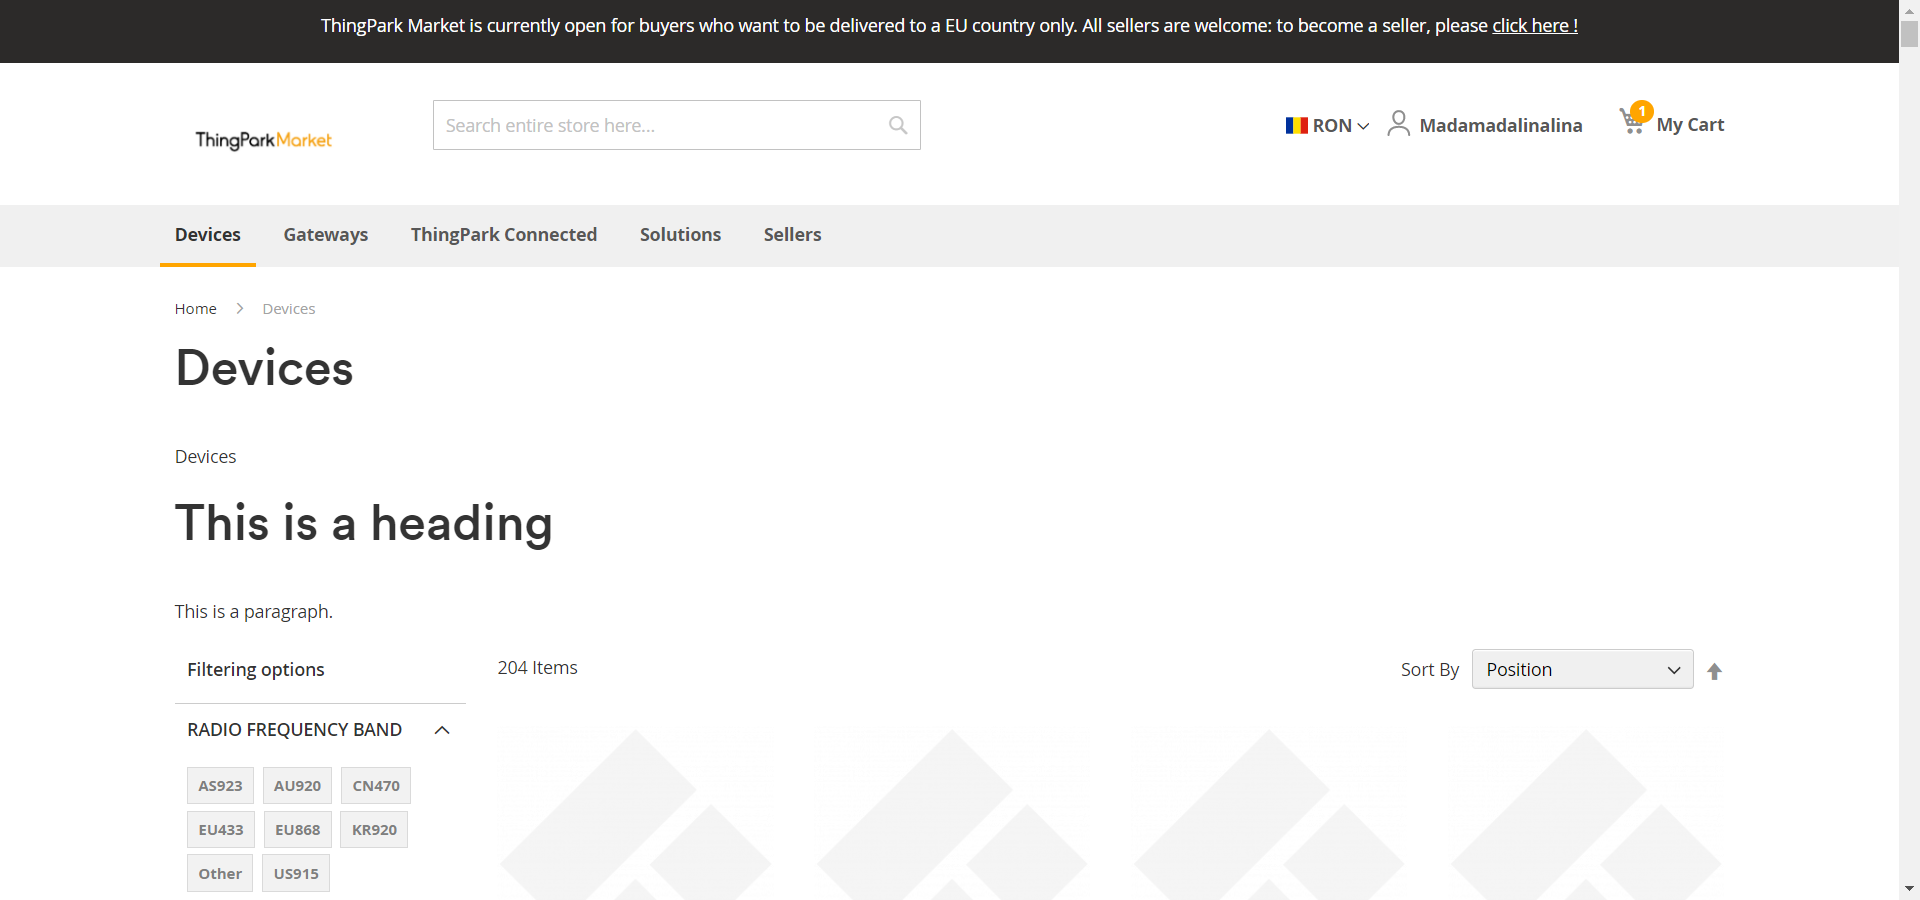 ThingPark Market is currently open for buyers who want to be delivered to a EU country only. All sellers are welcome: to become a seller, please click here !
ThingParkMarket
Search entire store here...
RON
Madamadalinalina
1
My Cart
Devices
Gateways
ThingPark Connected
Solutions
Sellers
Home
Devices
Devices
Devices
This is a heading
This is a paragraph.
Filtering options
204 Items
Sort By
Position
RADIO FREQUENCY BAND
AS923 AU920 CN470
EU433 EU868 KR920
Other US915